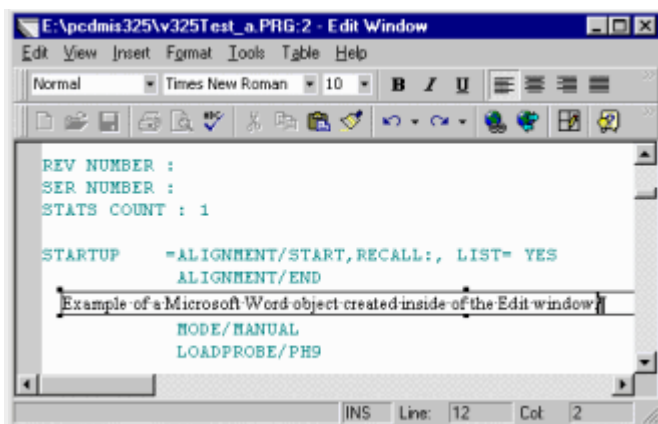 E:\pcdmis325\v325Test_a.PRG:2 - Edit Window
Edit View Insert Format Tools Table Help
Normal Times New Roman 10 B I U
REV NUMBER :
SER NUMBER :
STATS COUNT : 1
STARTUP =ALIGNMENT/START,RECALL:, LIST= YES
ALIGNMENT/END
Example of a Microsoft Word object created inside of the Edit window
MODE/MANUAL
LOADPROBE/PH9
INS Line: 12 Col: 2